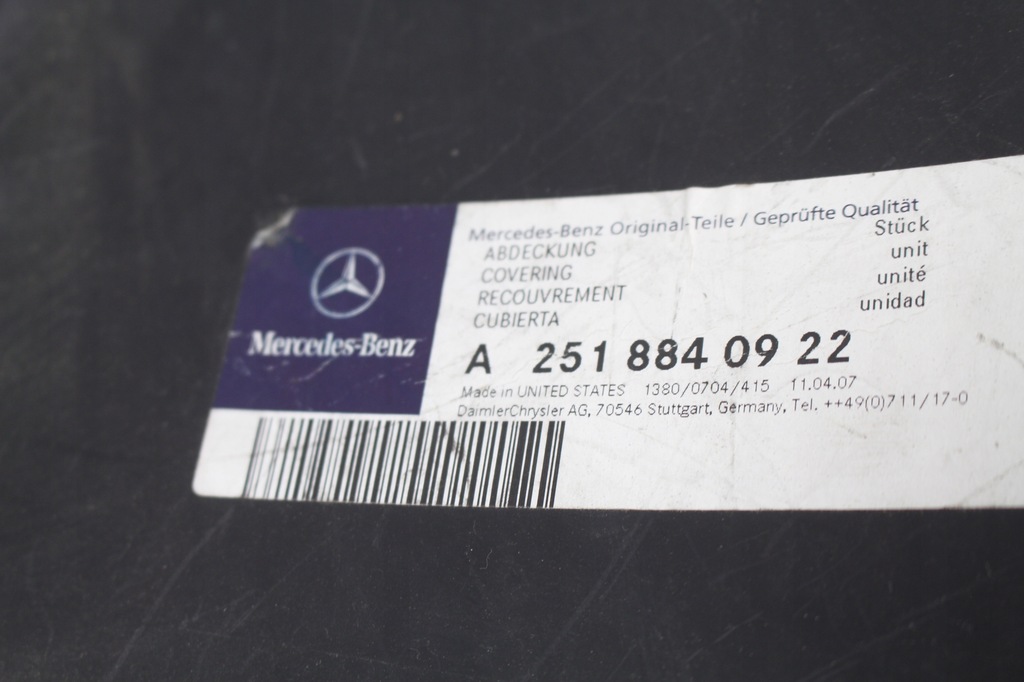 Mercedes-Benz
Mercedes-Benz Original-Teile / Geprüfte Qualität
ABDECKUNG Stück
COVERING unit
RECOUVREMENT unité
CUBIERTA unidad
A 251 884 09 22
Made in UNITED STATES 1380/0704/415 11.04.07
DaimlerChrysler AG, 70546 Stuttgart, Germany, Tel. ++49(0)711/17-0